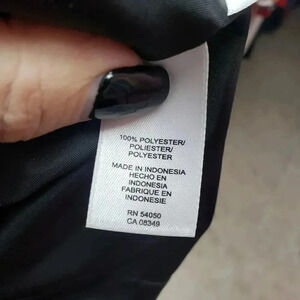 100% POLYESTER/
POLIESTER/
POLYESTER
MADE IN INDONESIA
HECHO EN
INDONESIA
FABRIQUE EN
INDONESIE
RN 54050
CA 08349